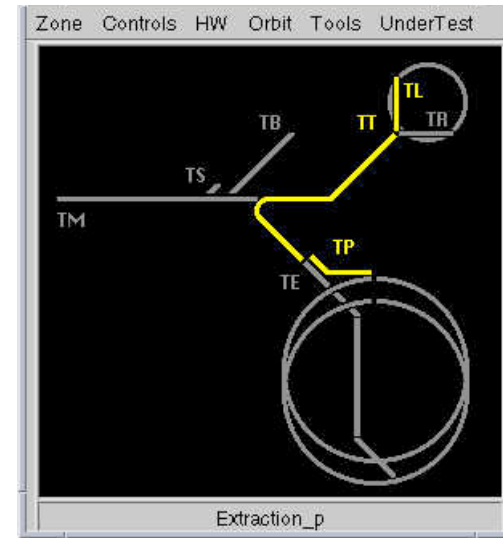 Zone Controls HW Orbit Tools UnderTest
TL
TB TT TR
TS
TM
TP
TE
Extraction_p